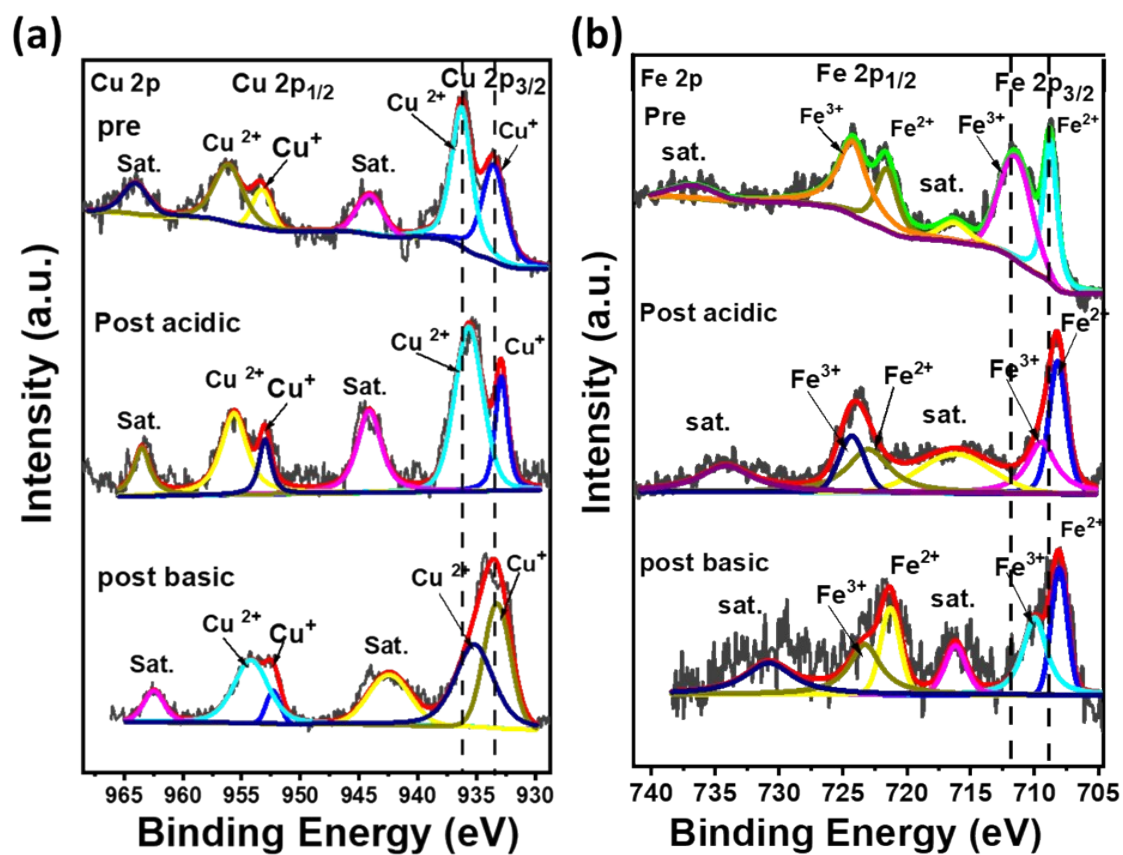 (a)
Intensity (a.u.)
Cu 2p
Cu 2p1/2
Cu 2p3/2
pre
Sat.
Cu 2+
Cu+
Sat.
Cu 2+
Cu+
Post acidic
Sat.
Cu 2+
Cu+
Sat.
Cu 2+
Cu+
post basic
Sat.
Cu 2+
Cu+
Sat.
Cu 2+
Cu+
965 960 955 950 945 940 935 930
Binding Energy (eV)
(b)
Intensity (a.u.)
Fe 2p
Fe 2p1/2
Fe 2p3/2
Pre
sat.
Fe3+
Fe2+
sat.
Fe3+
Fe2+
Post acidic
sat.
Fe3+
Fe2+
sat.
Fe3+
Fe2+
post basic
sat.
Fe3+
Fe2+
sat.
Fe3+
Fe2+
740 735 730 725 720 715 710 705
Binding Energy (eV)